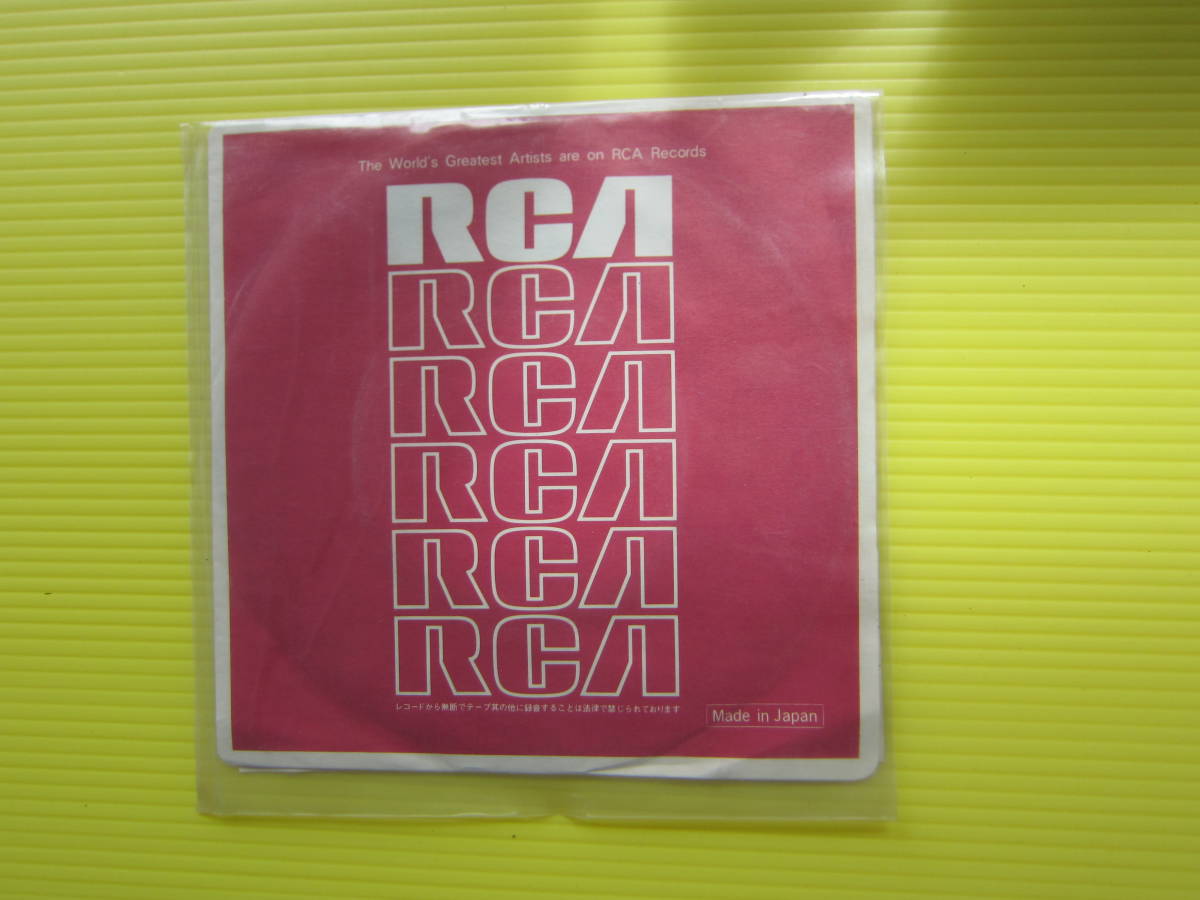 The World's Greatest Artists are on RCA Records
RCA
RCA
RCA
RCA
RCA
RCA
レコードから無断でテープ其の他に録音することは法律で禁じられております
Made in Japan